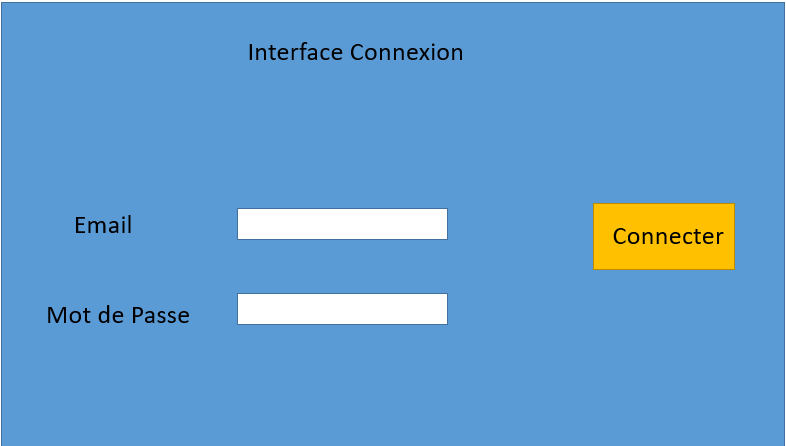 Interface Connexion
Email
Connecter
Mot de Passe